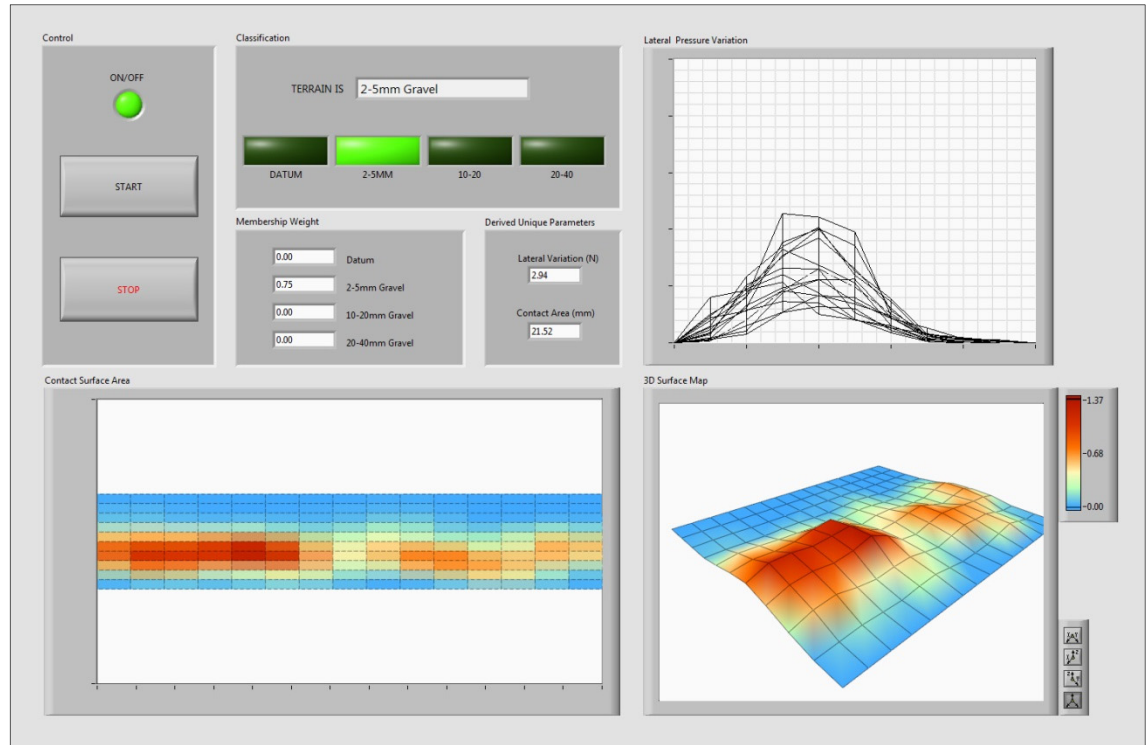 Control
ON/OFF
START
STOP
Classification
TERRAIN IS 2-5mm Gravel
DATUM 2-5MM 10-20 20-40
Membership Weight
0.00 Datum
0.75 2-5mm Gravel
0.00 10-20mm Gravel
0.00 20-40mm Gravel
Derived Unique Parameters
Lateral Variation (N)
2.94
Contact Area (mm)
21.52
Lateral Pressure Variation
Contact Surface Area
3D Surface Map
1.37
0.68
0.00